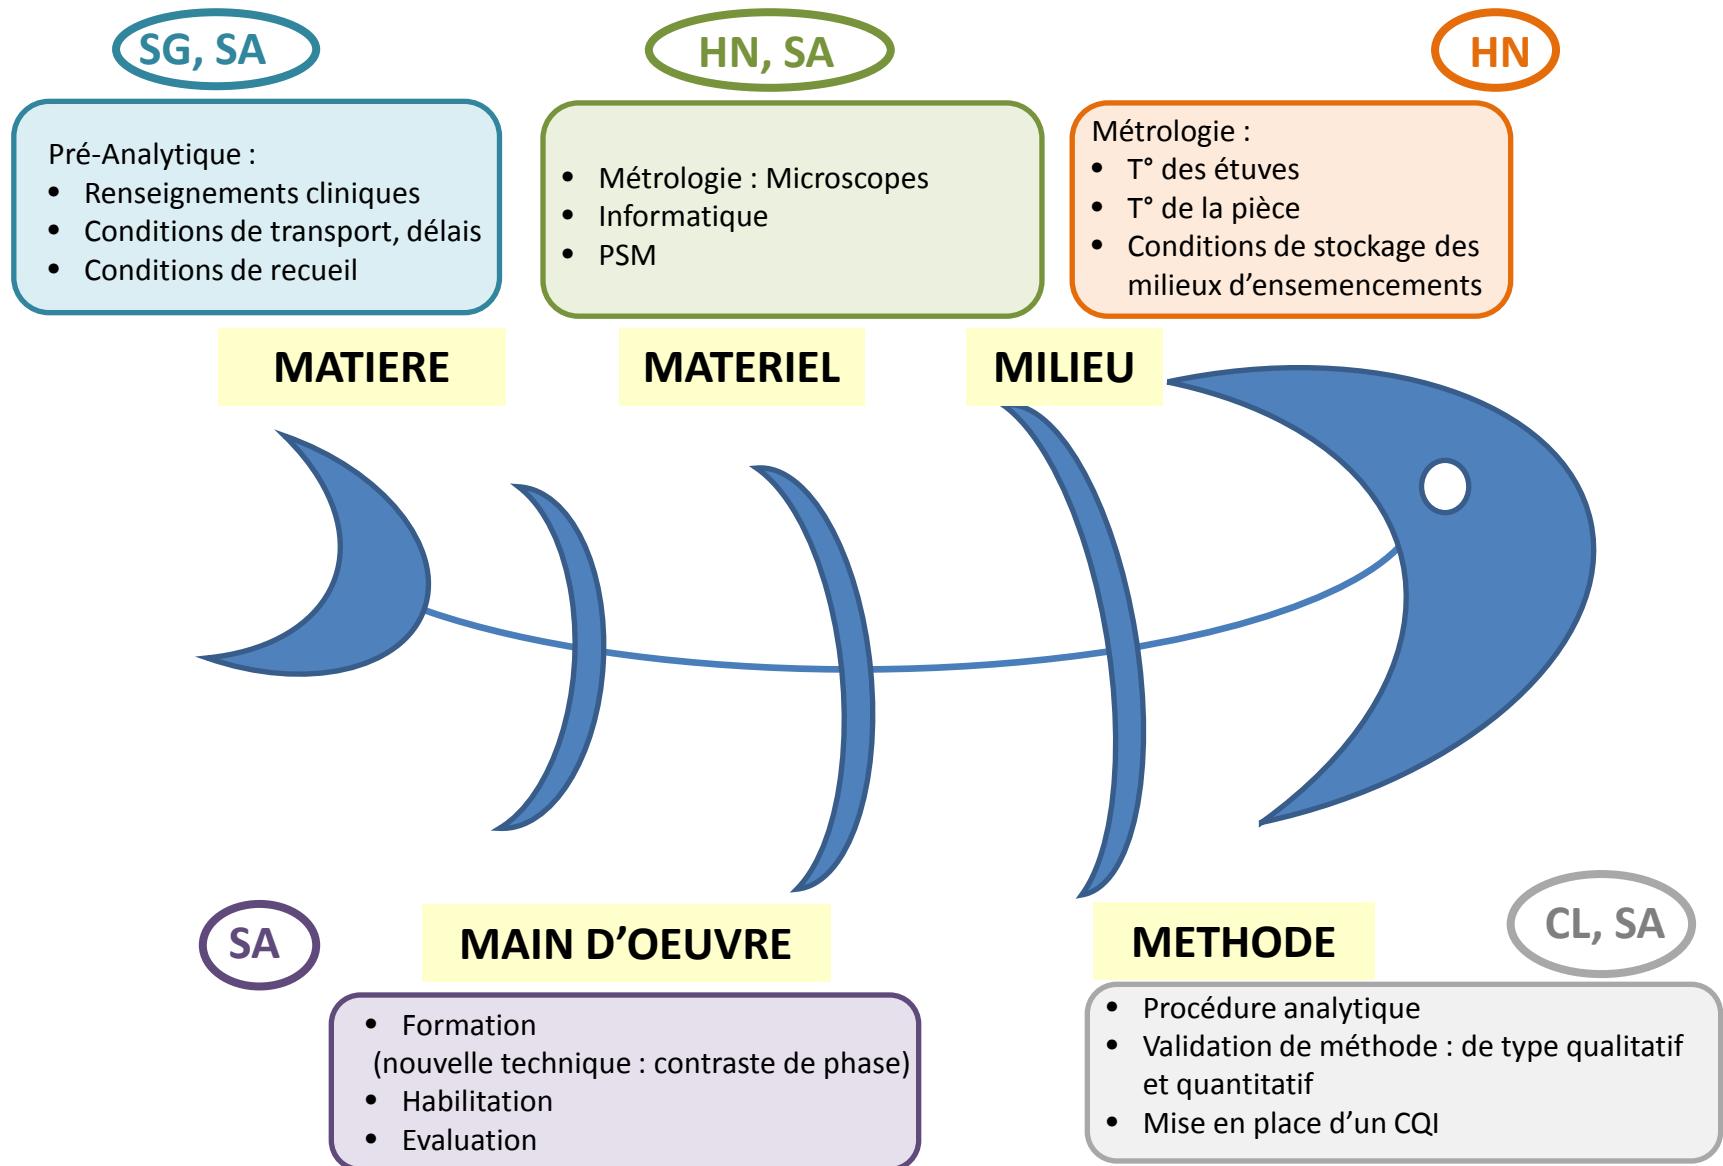 SG, SA
HN, SA
HN
Pré-Analytique :
• Renseignements cliniques
• Conditions de transport, délais
• Conditions de recueil
• Métrologie : Microscopes
• Informatique
• PSM
Métrologie :
• T° des étuves
• T° de la pièce
• Conditions de stockage des
milieux d’ensemencements
MATIERE
MATERIEL
MILIEU
SA
MAIN D’OEUVRE
METHODE
CL, SA
• Formation
(nouvelle technique : contraste de phase)
• Habilitation
• Evaluation
• Procédure analytique
• Validation de méthode : de type qualitatif
et quantitatif
• Mise en place d’un CQI